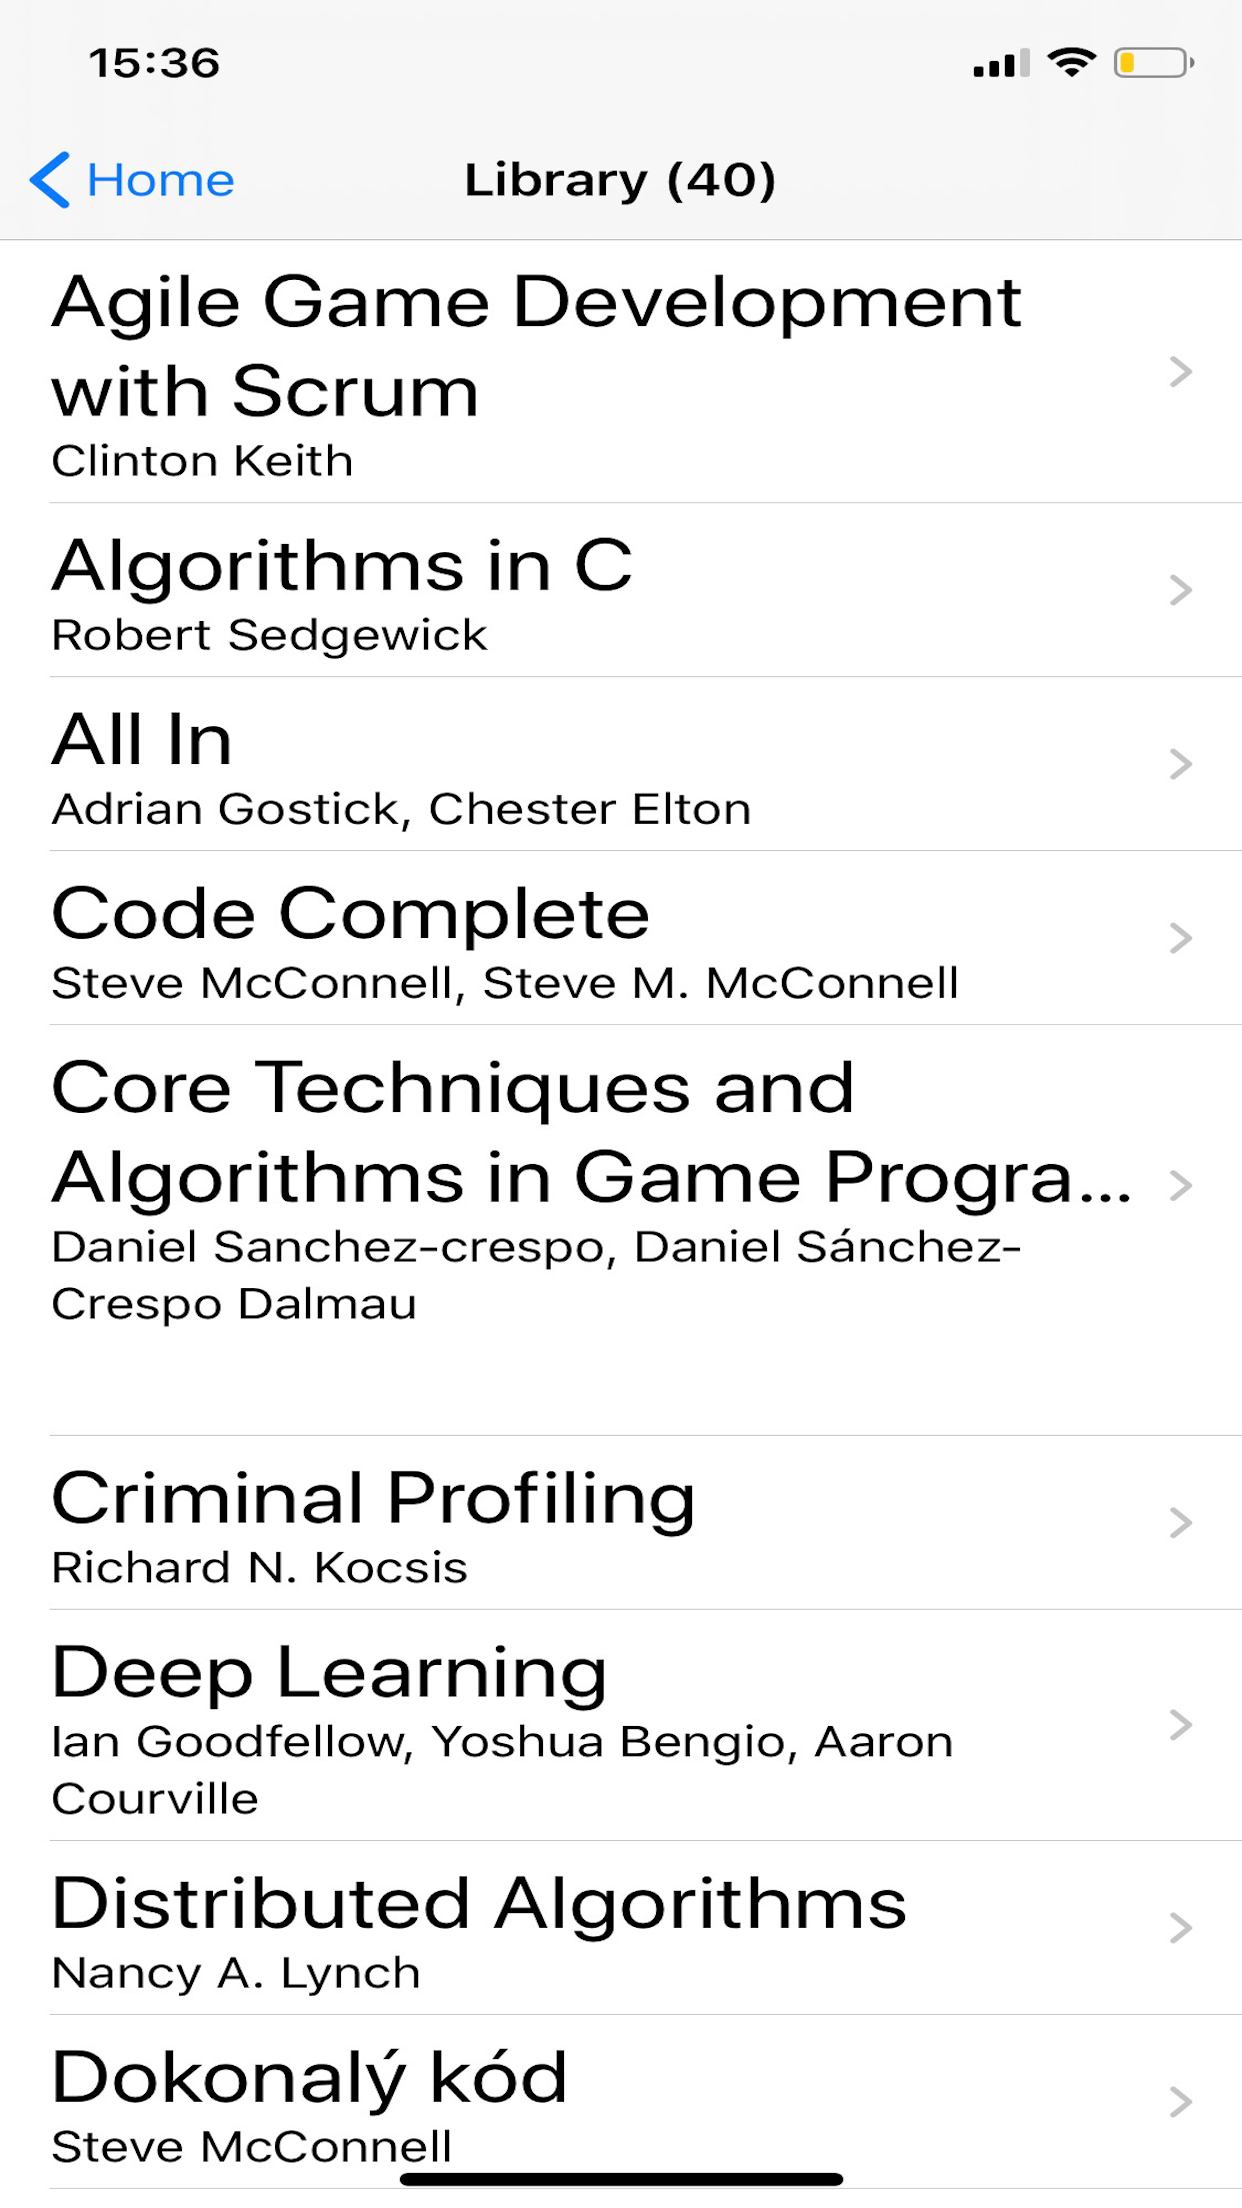 15:36
Home
Library (40)
Agile Game Development
with Scrum
Clinton Keith
Algorithms in C
Robert Sedgewick
All In
Adrian Gostick, Chester Elton
Code Complete
Steve McConnell, Steve M. McConnell
Core Techniques and
Algorithms in Game Progra...
Daniel Sanchez-crespo, Daniel Sánchez-
Crespo Dalmau
Criminal Profiling
Richard N. Kocsis
Deep Learning
Ian Goodfellow, Yoshua Bengio, Aaron
Courville
Distributed Algorithms
Nancy A. Lynch
Dokonalý kód
Steve McConnell